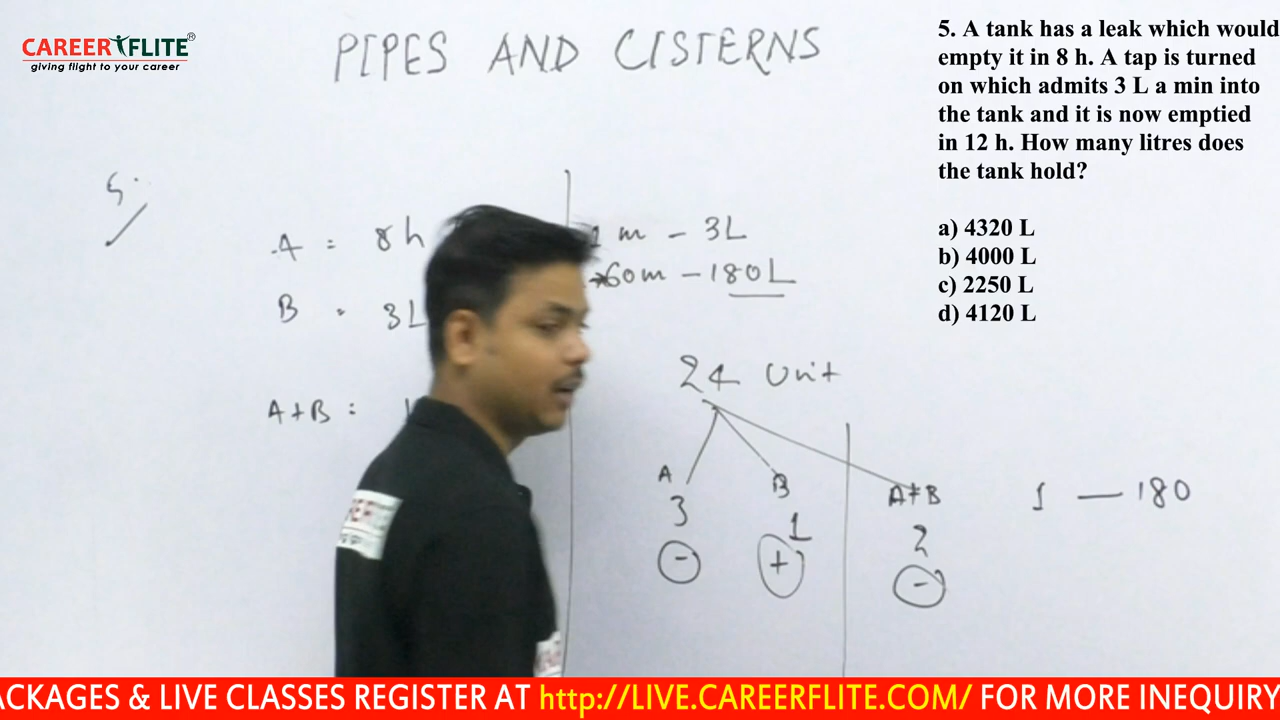 CAREER FLITE®
giving flight to your career
PIPES AND CISTERNS
5. A tank has a leak which would
empty it in 8 h. A tap is turned
on which admits 3 L a min into
the tank and it is now emptied
in 12 h. How many litres does
the tank hold?
a) 4320 L
b) 4000 L
c) 2250 L
d) 4120 L
5.
A = 8h
B = 3L
A+B =
1 m - 3L
60m - 180L
24 Unit
A
3
-
B
1
+
A+B
2
-
1 — 180
ACKAGES & LIVE CLASSES REGISTER AT http://LIVE.CAREERFLITE.COM/ FOR MORE INEQUIRY